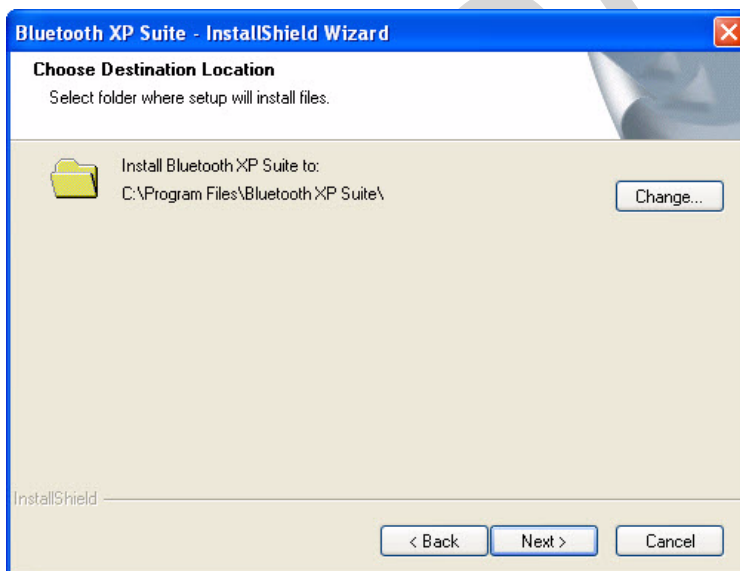 Bluetooth XP Suite - InstallShield Wizard
Choose Destination Location
Select folder where setup will install files.
Install Bluetooth XP Suite to:
C:\Program Files\Bluetooth XP Suite\
Change...
InstallShield
< Back
Next >
Cancel